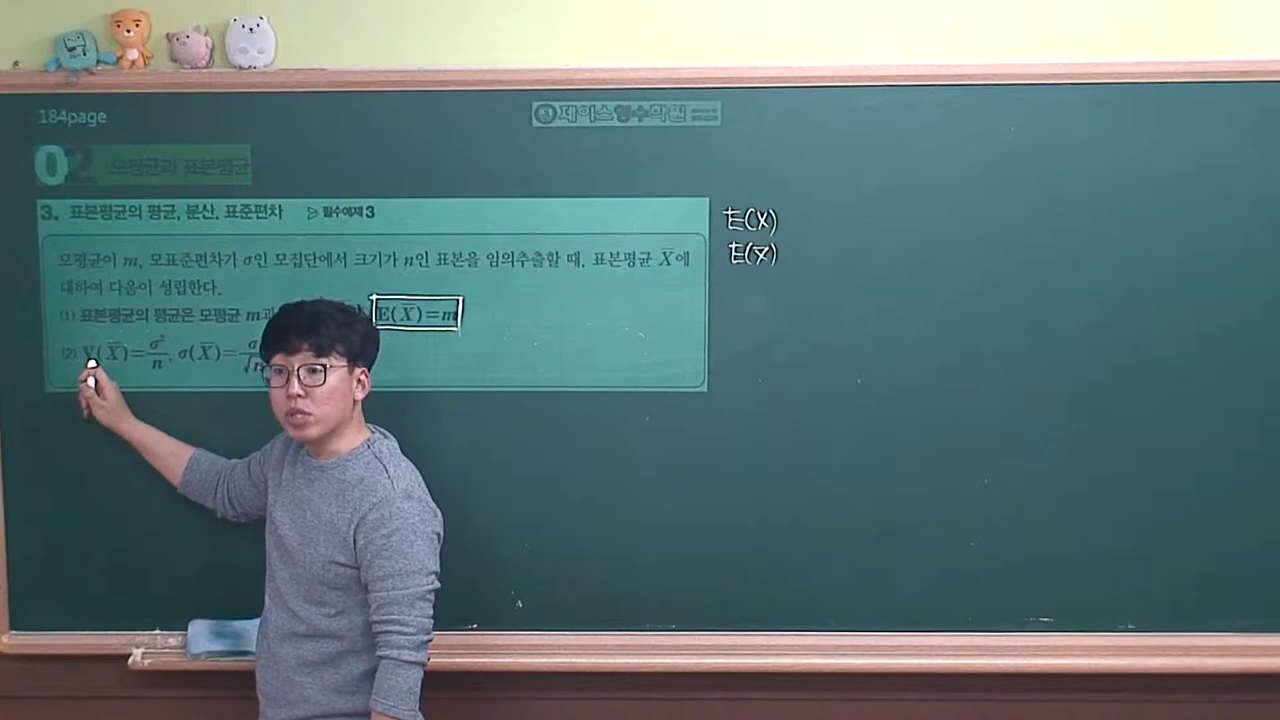 184page
제이스영수학원
02 모평균과 표본평균
3. 표본평균의 평균, 분산, 표준편차 ▷ 필수예제 3
모평균이 m, 모표준편차가 σ인 모집단에서 크기가 n인 표본을 임의추출할 때, 표본평균 X̄에
대하여 다음이 성립한다.
(1) 표본평균의 평균은 모평균 m과 E(X̄)=m
(2) V(X̄)=σ²/n, σ(X̄)=σ/√n
E(X)
E(X̄)